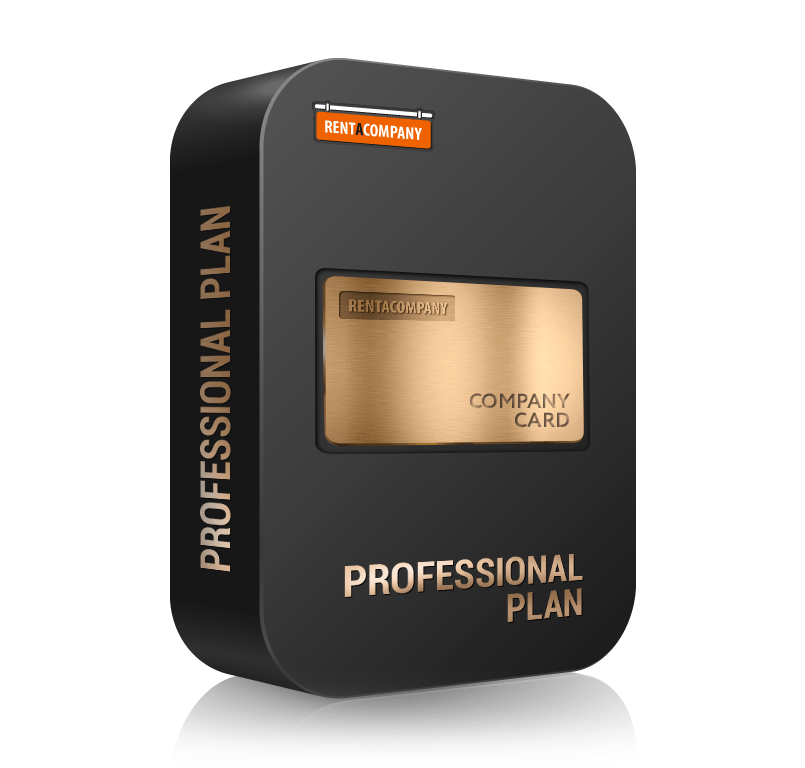 RENTACOMPANY
PROFESSIONAL PLAN
RENTACOMPANY
COMPANY
CARD
PROFESSIONAL
PLAN